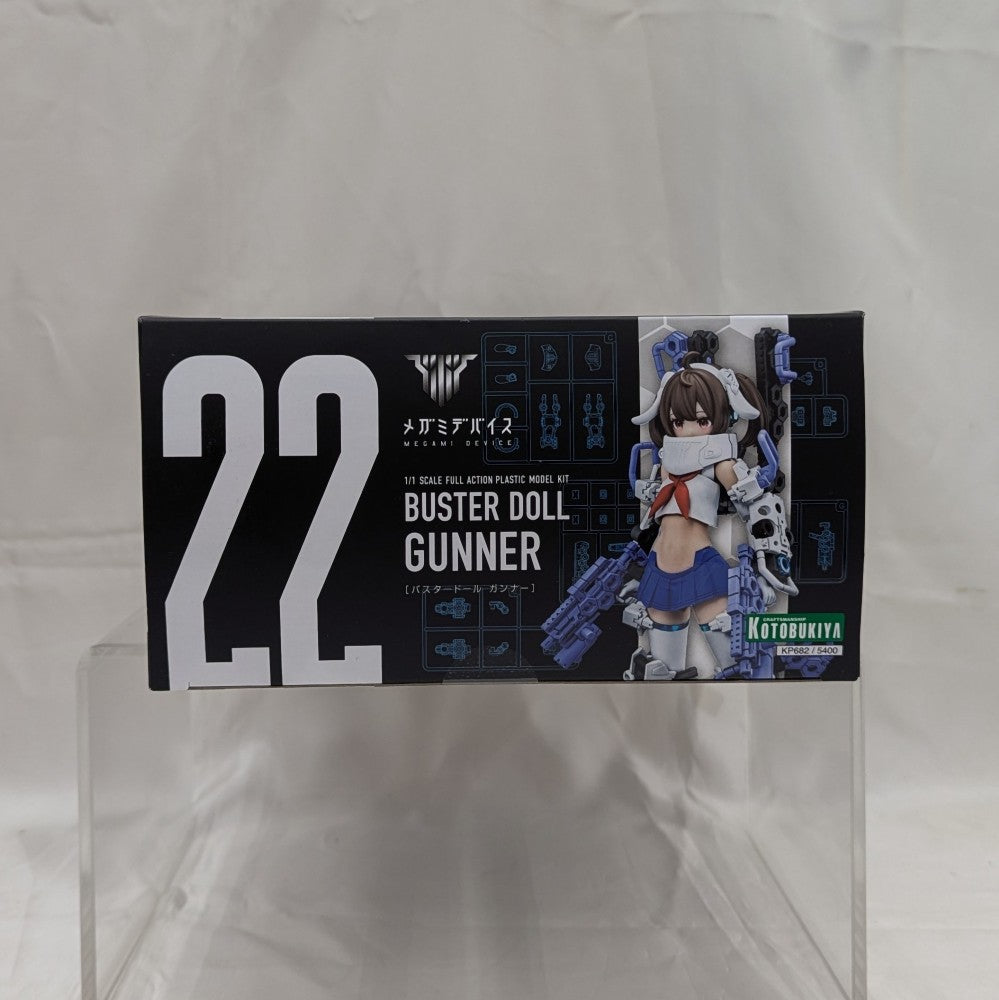 22
メガミデバイス
MEGAMI DEVICE
1/1 SCALE FULL ACTION PLASTIC MODEL KIT
BUSTER DOLL
GUNNER
[バスタードール ガンナー]
CRAFTSMANSHIP
KOTOBUKIYA
KP682 / 5400